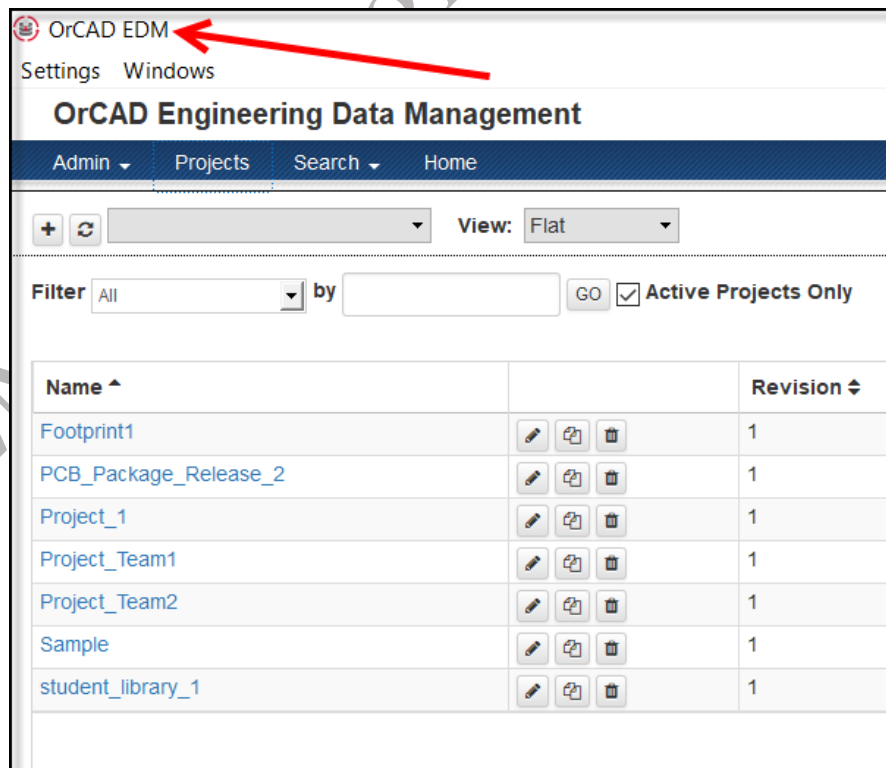 OrCAD EDM
Settings Windows
OrCAD Engineering Data Management
Admin Projects Search Home
View: Flat
Filter All by GO Active Projects Only
Name Revision
Footprint1 1
PCB_Package_Release_2 1
Project_1 1
Project_Team1 1
Project_Team2 1
Sample 1
student_library_1 1